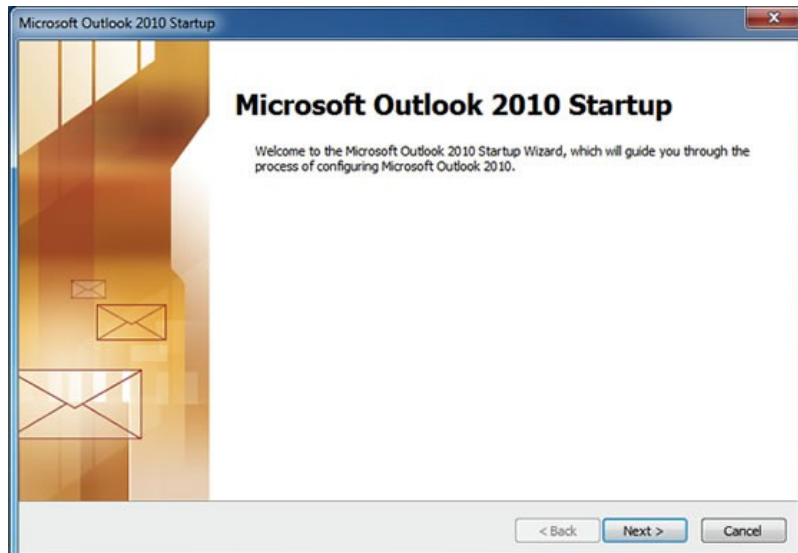 Microsoft Outlook 2010 Startup
Microsoft Outlook 2010 Startup
Welcome to the Microsoft Outlook 2010 Startup Wizard, which will guide you through the
process of configuring Microsoft Outlook 2010.
< Back Next > Cancel